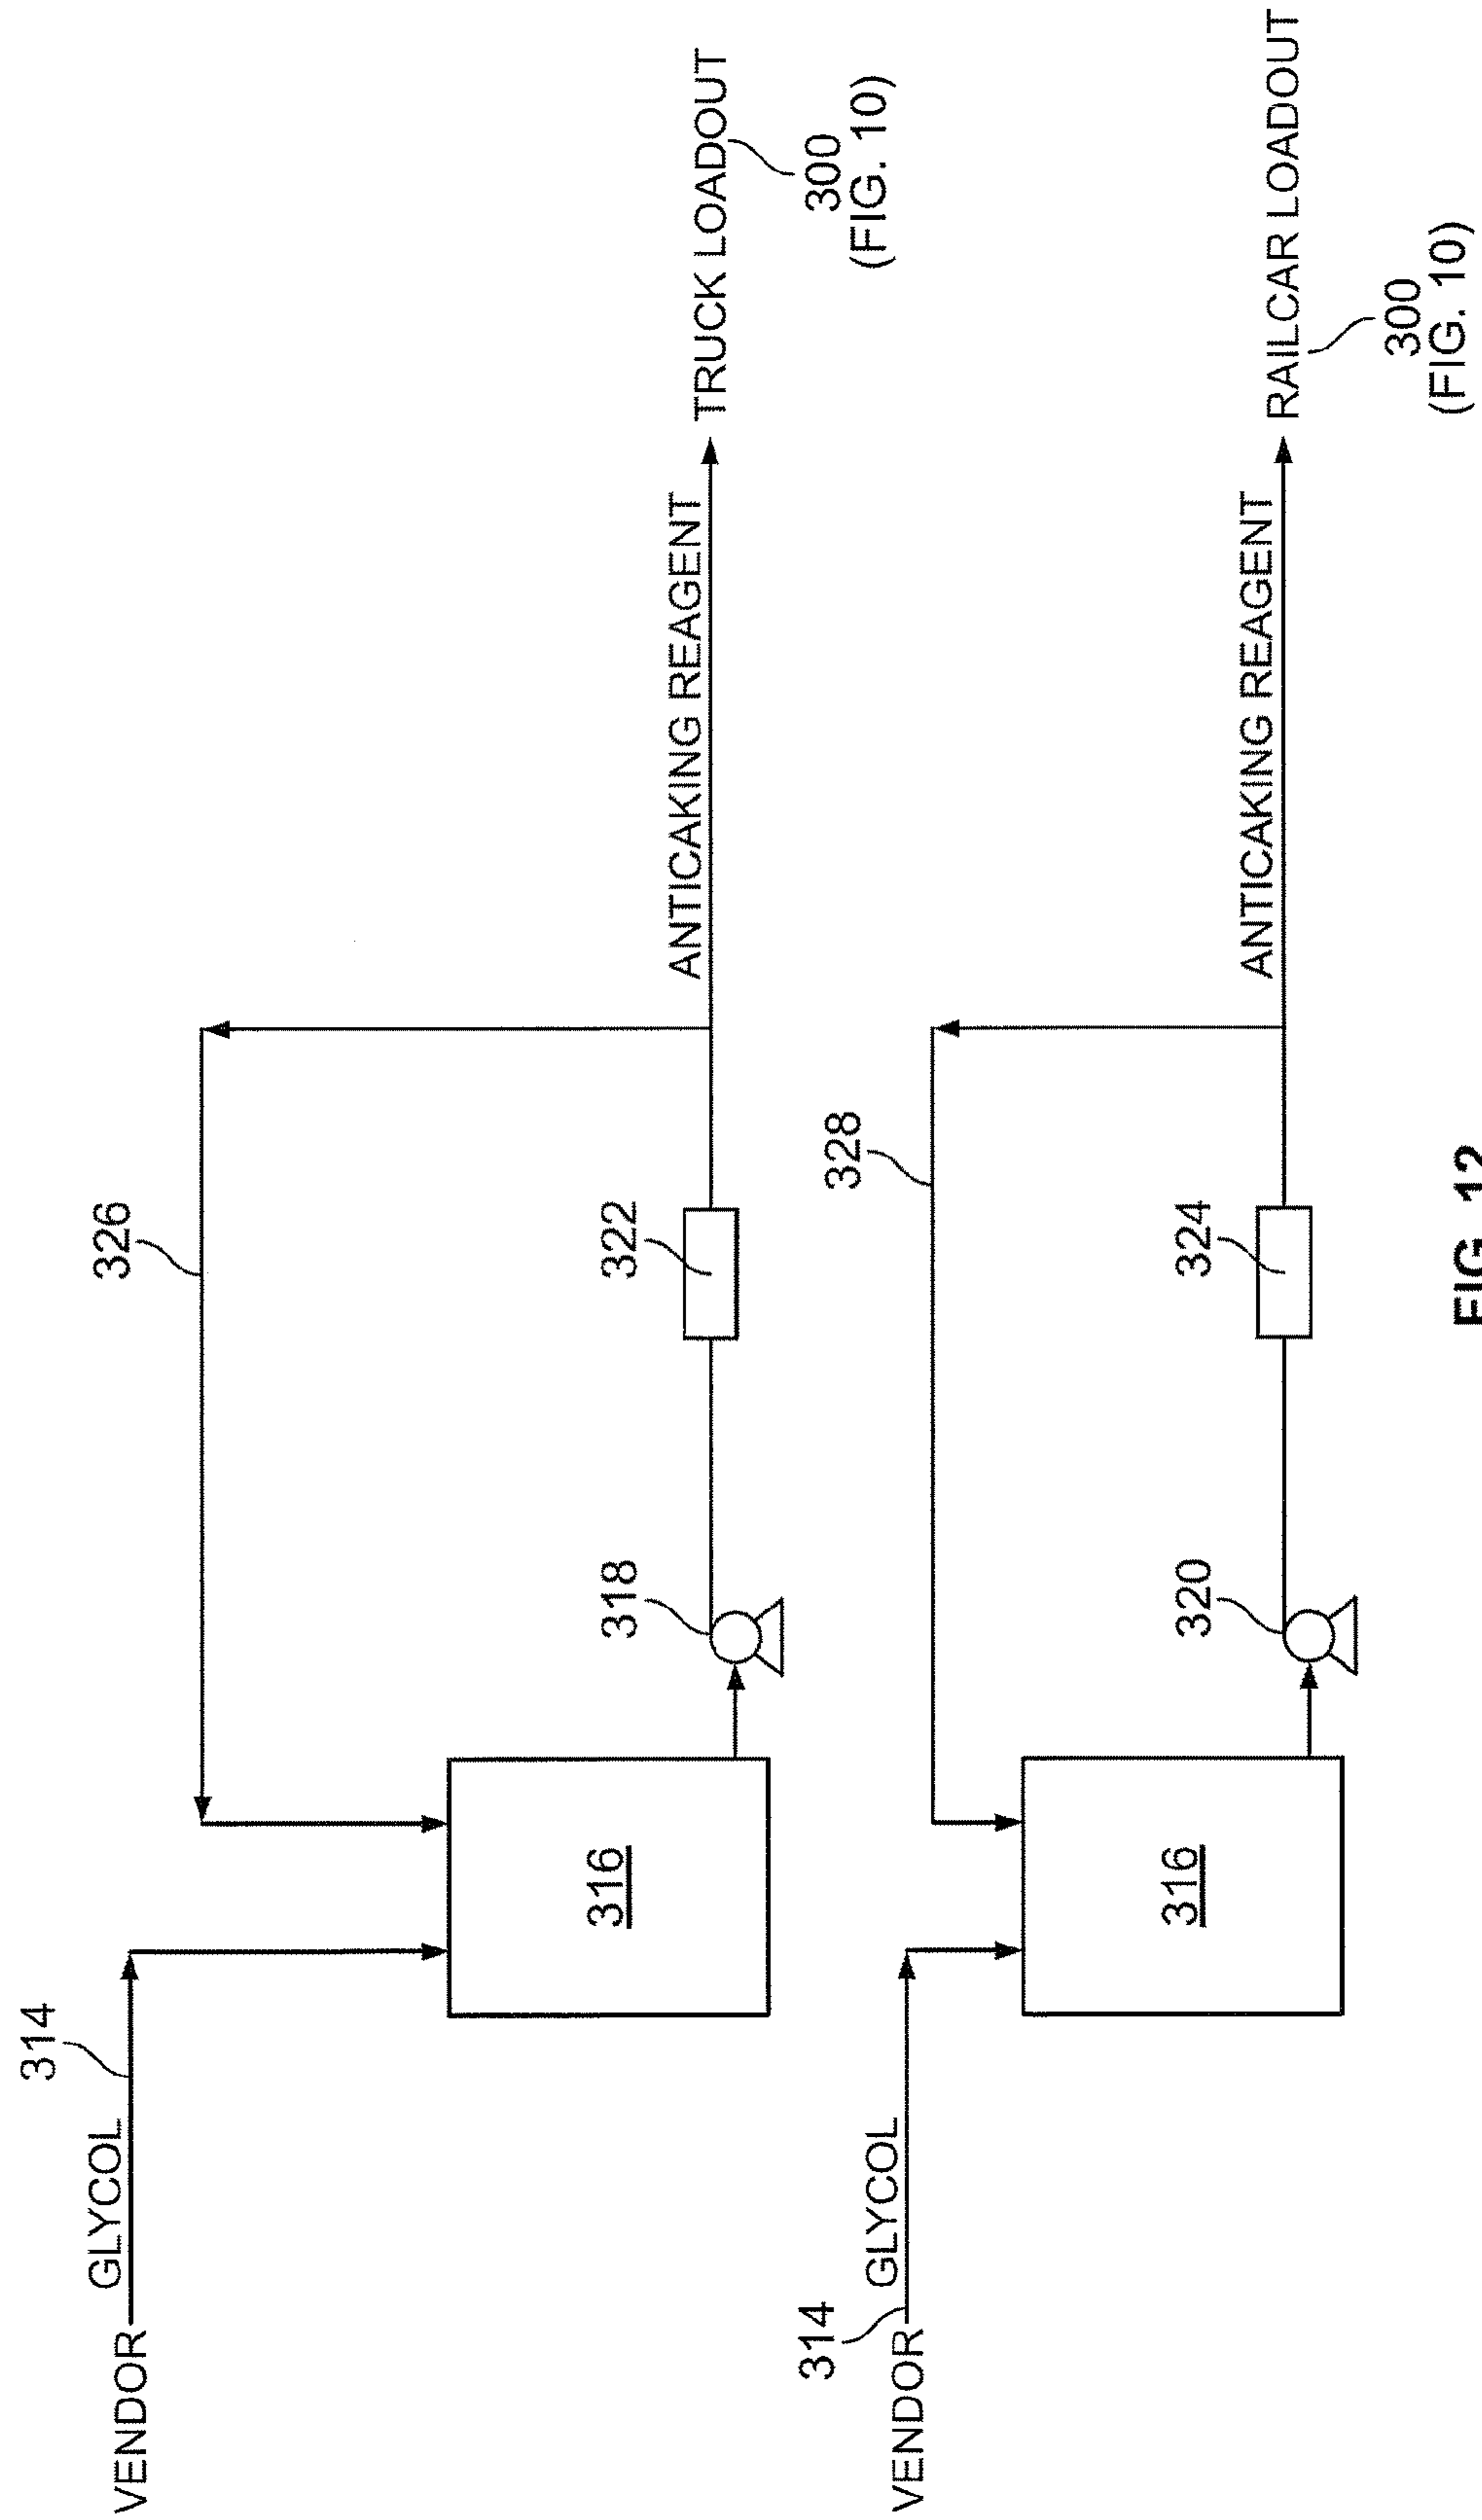 326
314
VENDOR
GLYCOL
316
318
322
ANTICAKING REAGENT
TRUCK LOADOUT
300
(FIG. 10)
328
314
VENDOR
GLYCOL
316
320
324
ANTICAKING REAGENT
RAILCAR LOADOUT
300
(FIG. 10)
FIG. 12